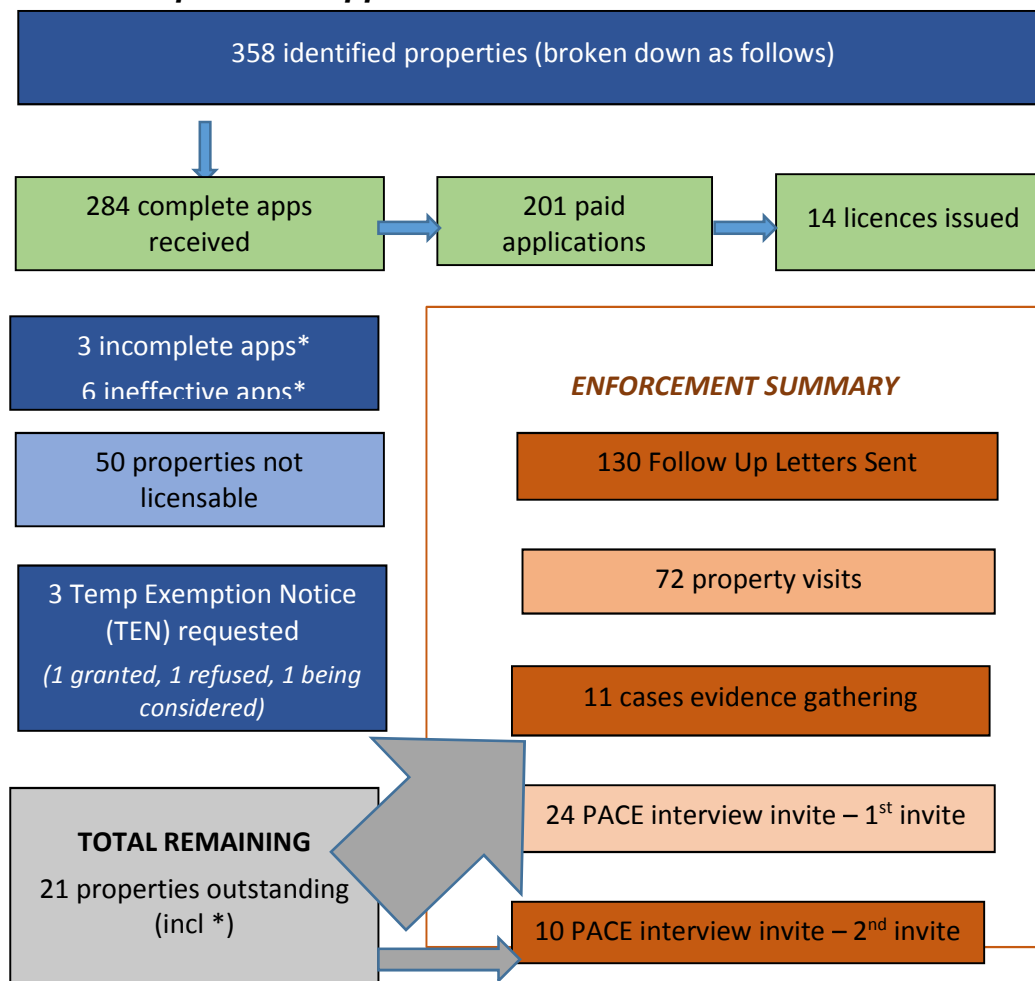 358 identified properties (broken down as follows)
284 complete apps
received
201 paid
applications
14 licences issued
3 incomplete apps*
6 ineffective apps*
50 properties not
licensable
3 Temp Exemption Notice
(TEN) requested
(1 granted, 1 refused, 1 being
considered)
TOTAL REMAINING
21 properties outstanding
(incl *)
ENFORCEMENT SUMMARY
130 Follow Up Letters Sent
72 property visits
11 cases evidence gathering
24 PACE interview invite – 1st invite
10 PACE interview invite – 2nd invite